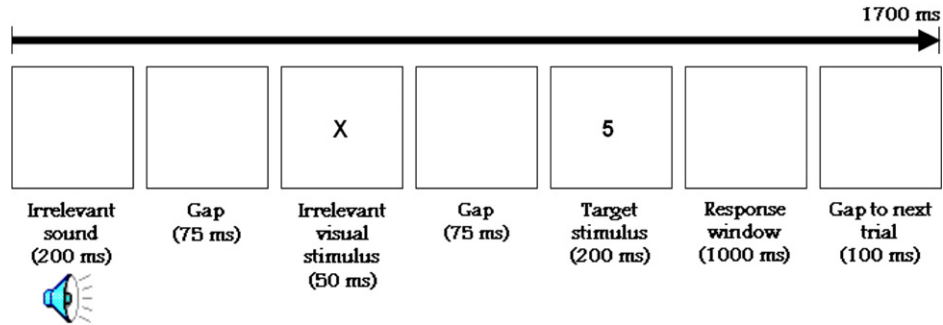 1700 ms
X
5
Irrelevant
sound
(200 ms)
Gap
(75 ms)
Irrelevant
visual
stimulus
(50 ms)
Gap
(75 ms)
Target
stimulus
(200 ms)
Response
window
(1000 ms)
Gap to next
trial
(100 ms)